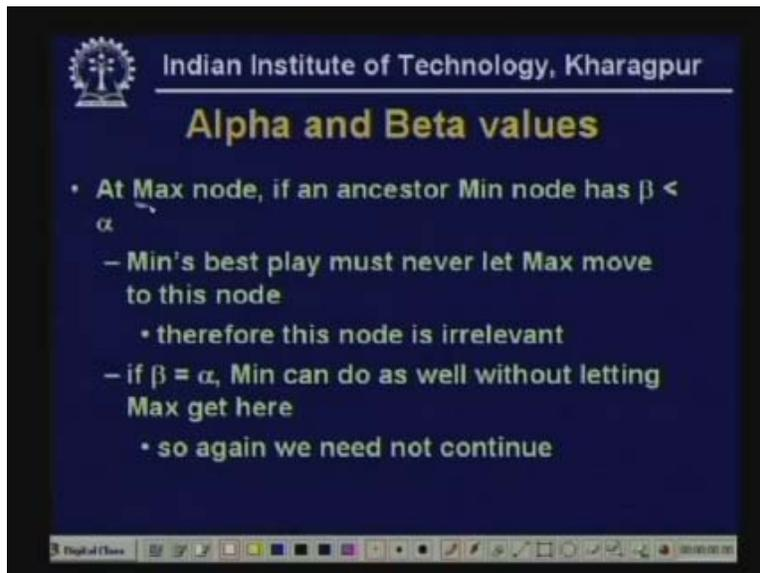 Indian Institute of Technology, Kharagpur
Alpha and Beta values
• At Max node, if an ancestor Min node has β <
α
– Min's best play must never let Max move
to this node
• therefore this node is irrelevant
– if β = α, Min can do as well without letting
Max get here
• so again we need not continue